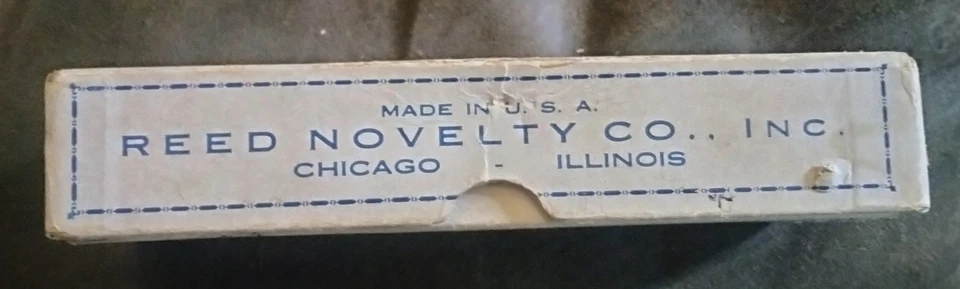 MADE IN U. S. A.
REED NOVELTY CO., INC.
CHICAGO - ILLINOIS